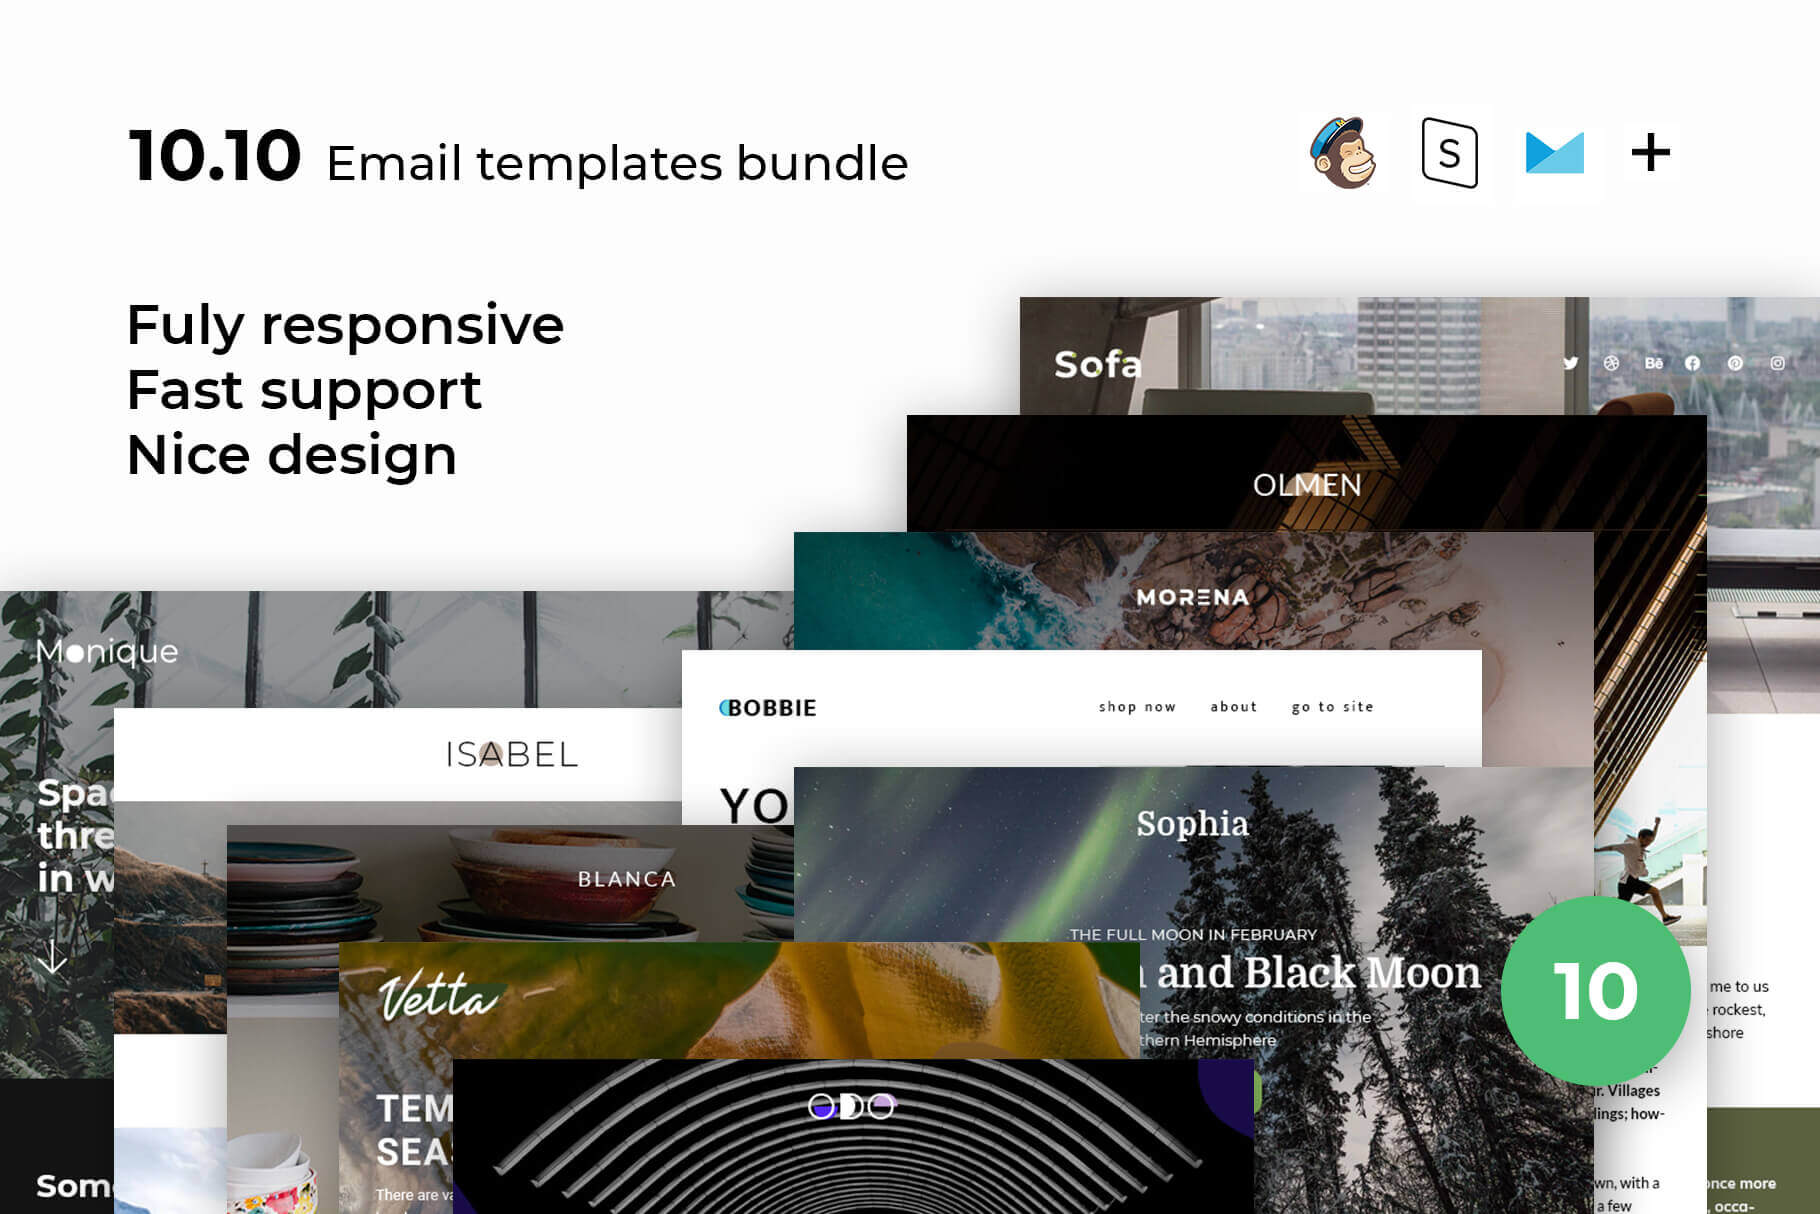 10.10 Email templates bundle
S
Fuly responsive
Fast support
Nice design
Sofa
Bē
OLMEN
MORENA
Monique
BOBBIE
shop now about go to site
ISABEL
YO
Spa
thre
in w
Sophia
BLANCA
THE FULL MOON IN FEBRUARY
and Black Moon
ter the snowy conditions in the
thern Hemisphere
10
me to us
rockest,
shore
Vetta
r. Villages
lings; how-
ODO
TEM
SEA
There are va
Som
wn, with a
a few
once more
, occa-